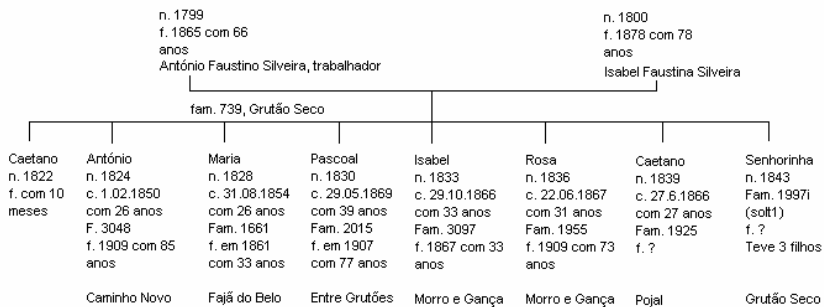 n. 1799
f. 1865 com 66
anos
António Faustino Silveira, trabalhador
n. 1800
f. 1878 com 78
anos
Isabel Faustina Silveira
fam. 739, Grutão Seco
Caetano
n. 1822
f. com 10
meses
António
n. 1824
c. 1.02.1850
com 26 anos
F. 3048
f. 1909 com 85
anos
Caminho Novo
Maria
n. 1828
c. 31.08.1854
com 26 anos
Fam. 1661
f. em 1861
com 33 anos
Fajã do Belo
Pascoal
n. 1830
c. 29.05.1869
com 39 anos
Fam. 2015
f. em 1907
com 77 anos
Entre Grutões
Isabel
n. 1833
c. 29.10.1866
com 33 anos
Fam. 3097
f. 1867 com 33
anos
Morro e Gança
Rosa
n. 1836
c. 22.06.1867
com 31 anos
Fam. 1955
f. 1909 com 73
anos
Morro e Gança
Caetano
n. 1839
c. 27.6.1866
com 27 anos
Fam. 1925
f. ?
Pojal
Senhorinha
n. 1843
Fam. 1997i
(solt1)
f. ?
Teve 3 filhos
Grutão Seco